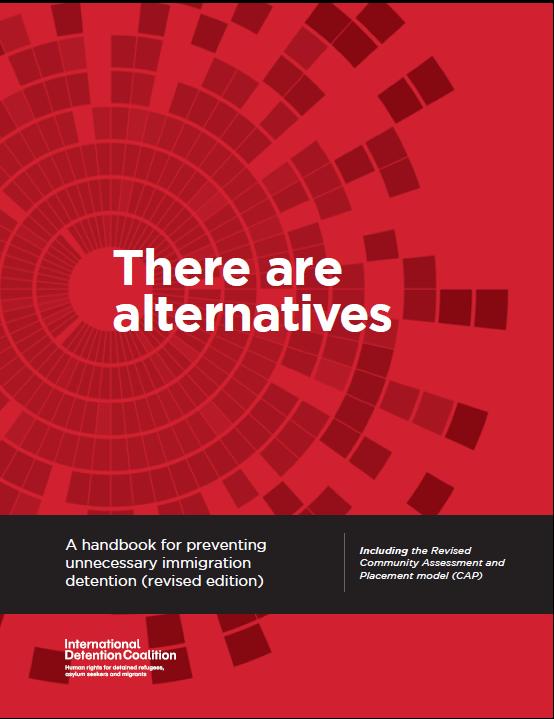 There are
alternatives
A handbook for preventing
unnecessary immigration
detention (revised edition)
Including the Revised
Community Assessment and
Placement model (CAP)
International
Detention Coalition
Human rights for detained refugees,
asylum seekers and migrants